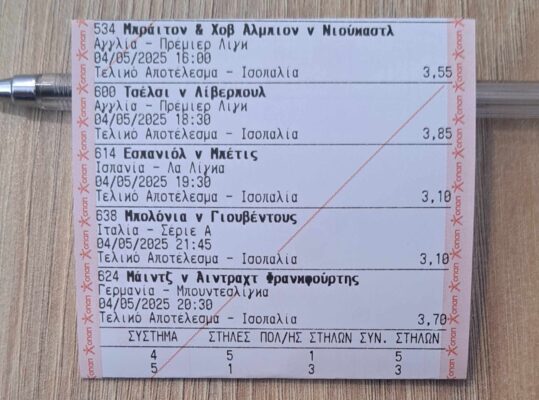 534 Μπράιτον & Χοβ Άλμπιον v Νιούκαστλ
Αγγλία - Πρέμιερ Λιγκ
04/05/2025 16:00
Τελικό Αποτέλεσμα - Ισοπαλία 3,55
600 Τσέλσι v Λίβερπουλ
Αγγλία - Πρέμιερ Λιγκ
04/05/2025 18:30
Τελικό Αποτέλεσμα - Ισοπαλία 3,85
614 Εσπανιόλ v Μπέτις
Ισπανία - Λα Λίγκα
04/05/2025 19:30
Τελικό Αποτέλεσμα - Ισοπαλία 3,10
638 Μπολόνια v Γιουβέντους
Ιταλία - Σέριε Α
04/05/2025 21:45
Τελικό Αποτέλεσμα - Ισοπαλία 3,10
624 Μάιντζ v Άιντραχτ Φρανκφούρτης
Γερμανία - Μπουντεσλίγκα
04/05/2025 20:30
Τελικό Αποτέλεσμα - Ισοπαλία 3,70
ΣΥΣΤΗΜΑ ΣΤΗΛΕΣ ΠΟΛ/ΗΣ ΣΤΗΛΩΝ ΣΥΝ. ΣΤΗΛΩΝ
4 5 1 5
5 1 3 3